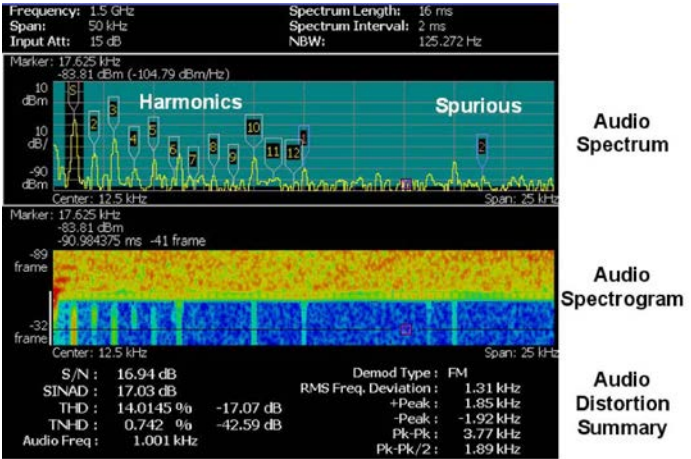 Frequency: 1.5 GHz Spectrum Length: 16 ms
Span: 50 kHz Spectrum Interval: 2 ms
Input Att: 15 dB NBW: 125.272 Hz
Marker: 17.625 kHz
-83.81 dBm (-104.79 dBm/Hz)
10
dBm
10
dB/
-90
dBm
Harmonics
Spurious
S 2 3 4 5 6 7 8 9 10 11 12 1 2
Center: 12.5 kHz Span: 25 kHz
Audio
Spectrum
Marker: 17.625 kHz
-83.81 dBm
-90.984375 ms -41 frame
-89
frame
-32
frame
Center: 12.5 kHz Span: 25 kHz
Audio
Spectrogram
S/N : 16.94 dB Demod Type : FM
SINAD : 17.03 dB RMS Freq. Deviation : 1.31 kHz
THD : 14.0145 % -17.07 dB +Peak : 1.85 kHz
TNHD : 0.742 % -42.59 dB -Peak : -1.92 kHz
Audio Freq : 1.001 kHz Pk-Pk : 3.77 kHz
Pk-Pk/2 : 1.89 kHz
Audio
Distortion
Summary